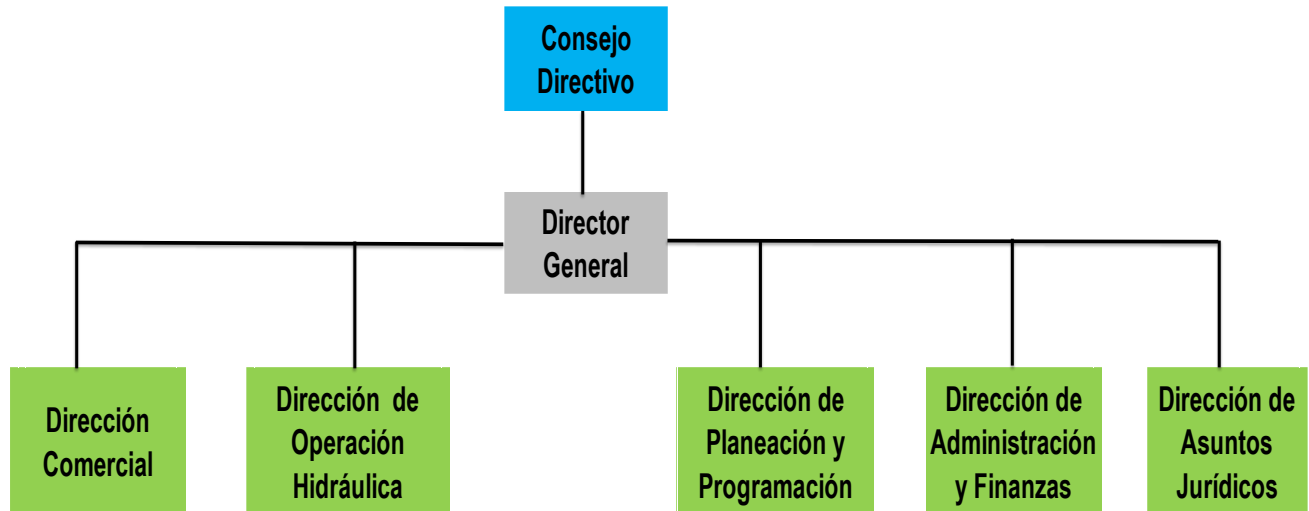 Consejo
Directivo
Director
General
Dirección
Comercial
Dirección de
Operación
Hidráulica
Dirección de
Planeación y
Programación
Dirección de
Administración
y Finanzas
Dirección de
Asuntos
Jurídicos